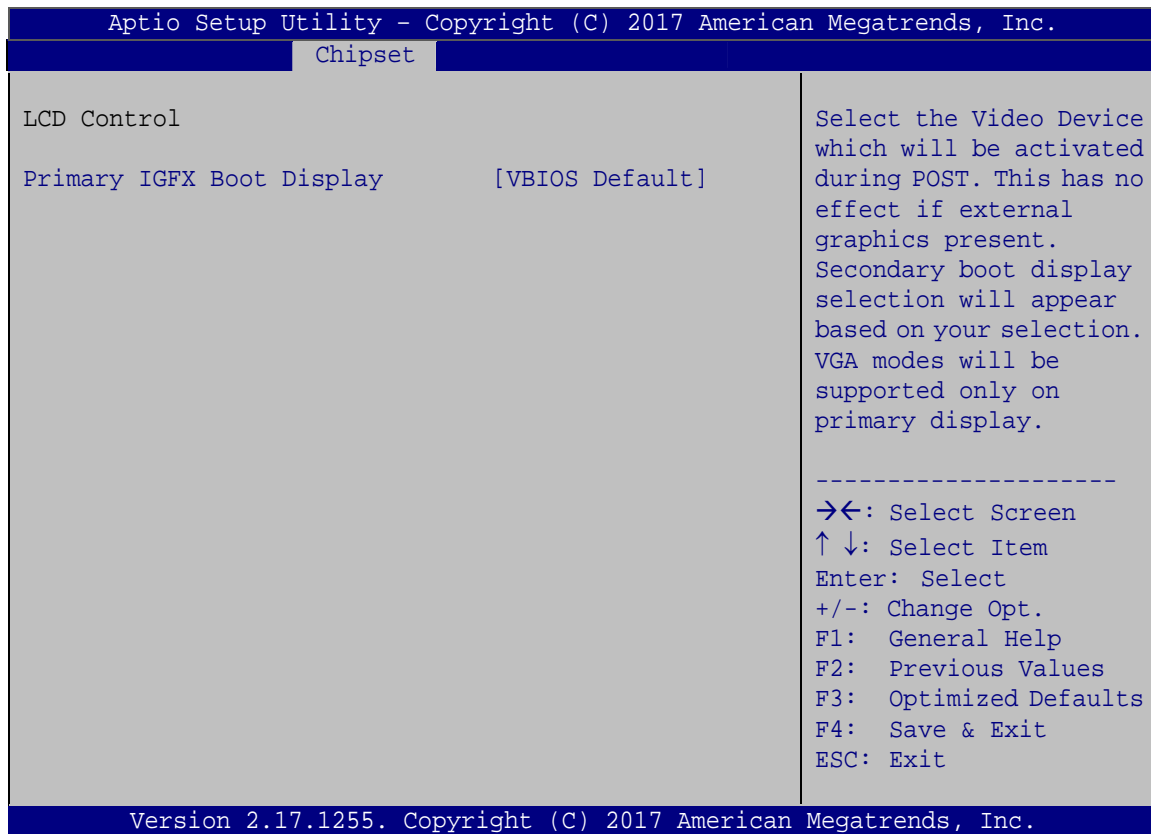 Aptio Setup Utility – Copyright (C) 2017 American Megatrends, Inc.
Chipset
LCD Control
Primary IGFX Boot Display [VBIOS Default]
Select the Video Device
which will be activated
during POST. This has no
effect if external
graphics present.
Secondary boot display
selection will appear
based on your selection.
VGA modes will be
supported only on
primary display.
---------------------
→←: Select Screen
↑ ↓: Select Item
Enter: Select
+/-: Change Opt.
F1: General Help
F2: Previous Values
F3: Optimized Defaults
F4: Save & Exit
ESC: Exit
Version 2.17.1255. Copyright (C) 2017 American Megatrends, Inc.